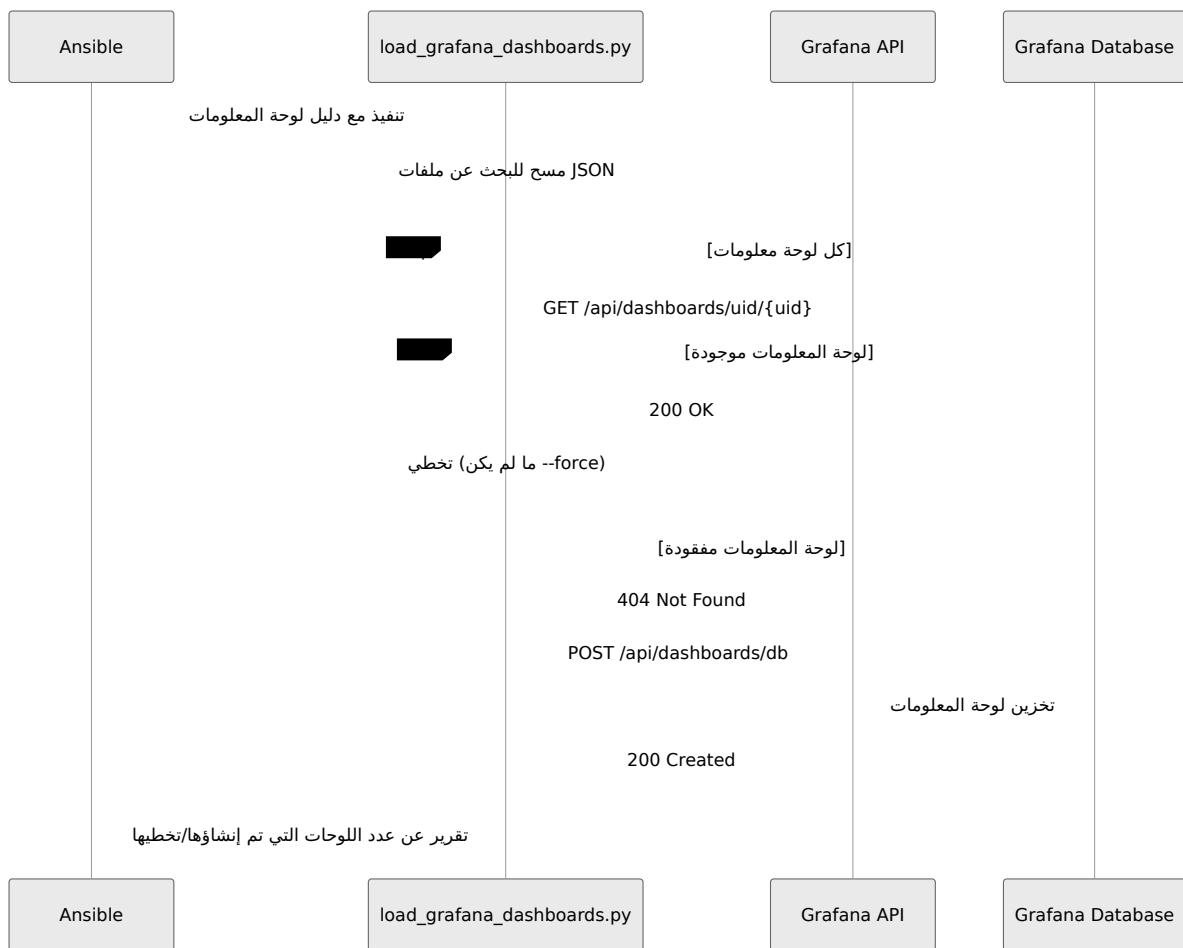 Ansible
load_grafana_dashboards.py
Grafana API
Grafana Database
تنفيذ مع دليل لوحة المعلومات
مسح للبحث عن ملفات JSON
[كل لوحة معلومات]
GET /api/dashboards/uid/{uid}
[لوحة المعلومات موجودة]
200 OK
تخطي (ما لم يكن --force)
[لوحة المعلومات مفقودة]
404 Not Found
POST /api/dashboards/db
تخزين لوحة المعلومات
200 Created
تقرير عن عدد اللوحات التي تم إنشاؤها/تخطيها
Ansible
load_grafana_dashboards.py
Grafana API
Grafana Database